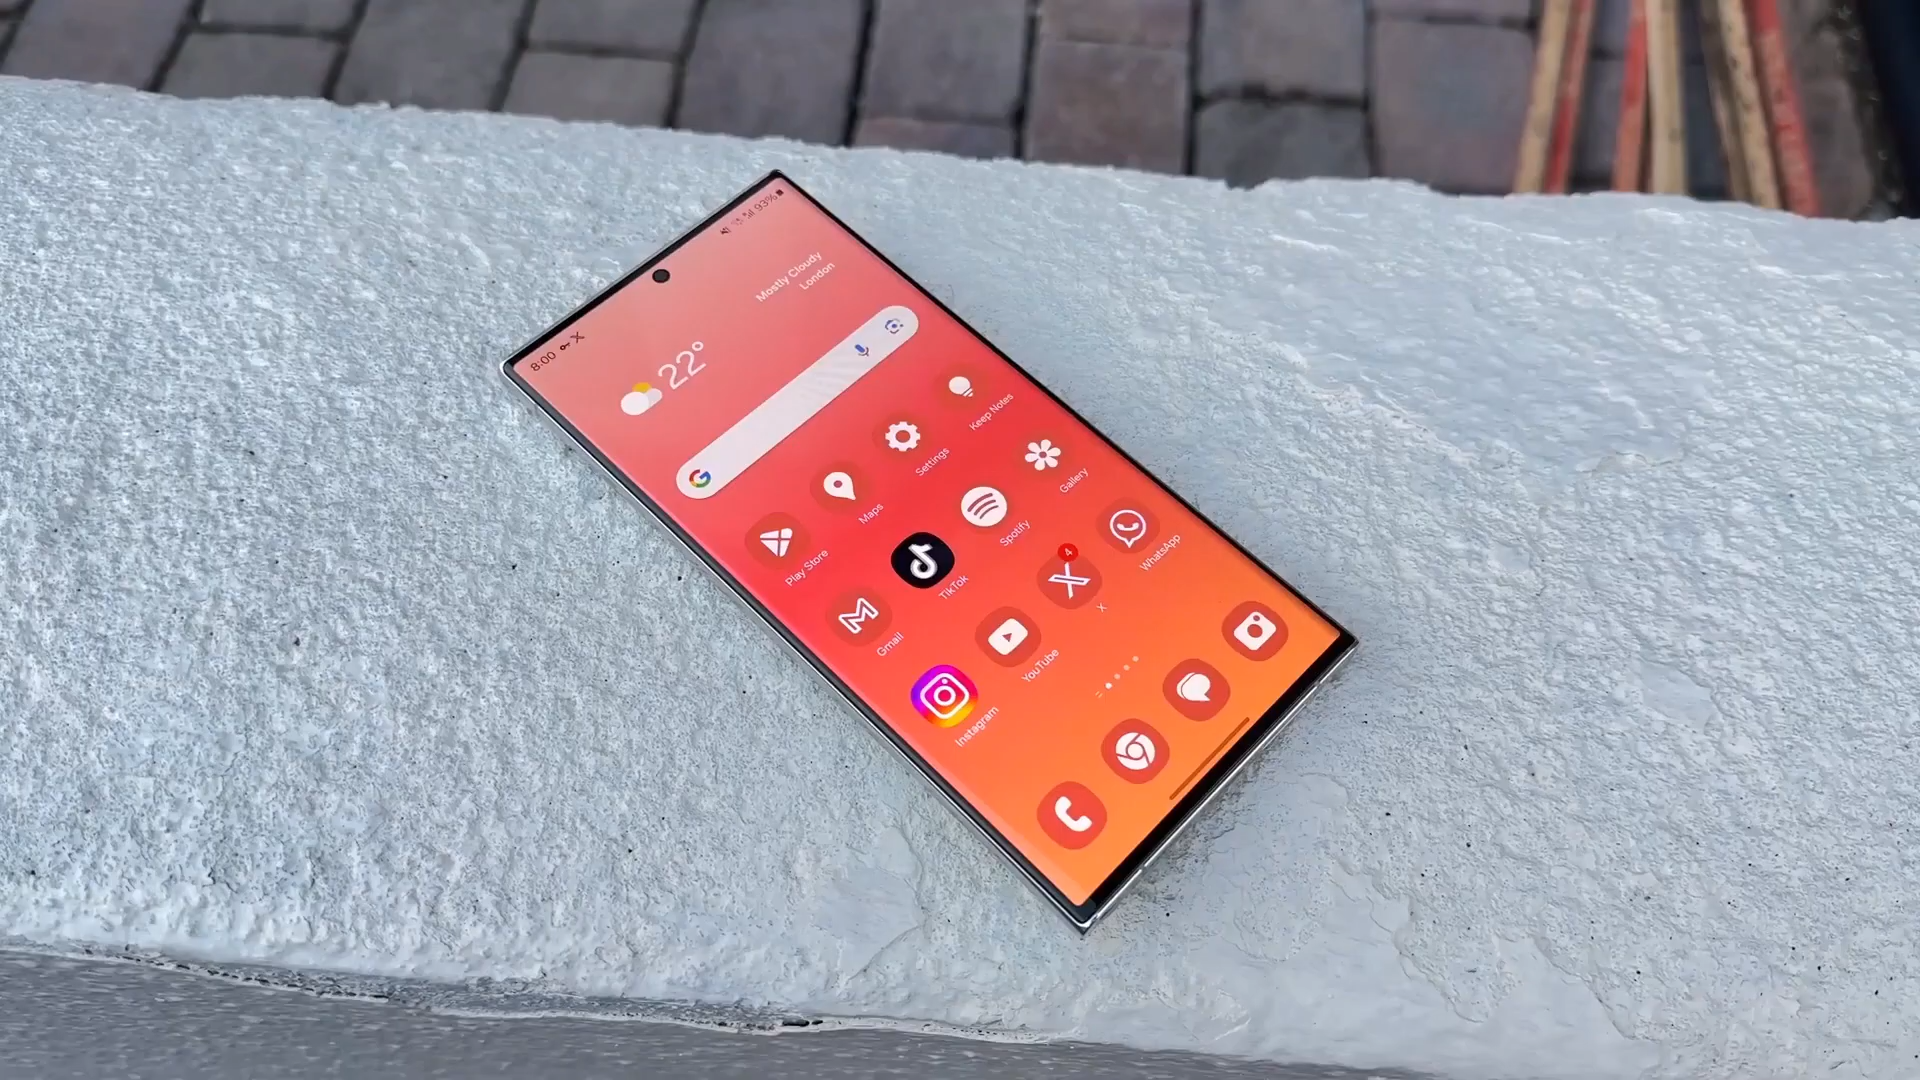 8:00
93%
22°
Mostly Cloudy
London
Play Store
Maps
Settings
Keep Notes
Gmail
TikTok
Spotify
Gallery
Instagram
YouTube
4
X
WhatsApp